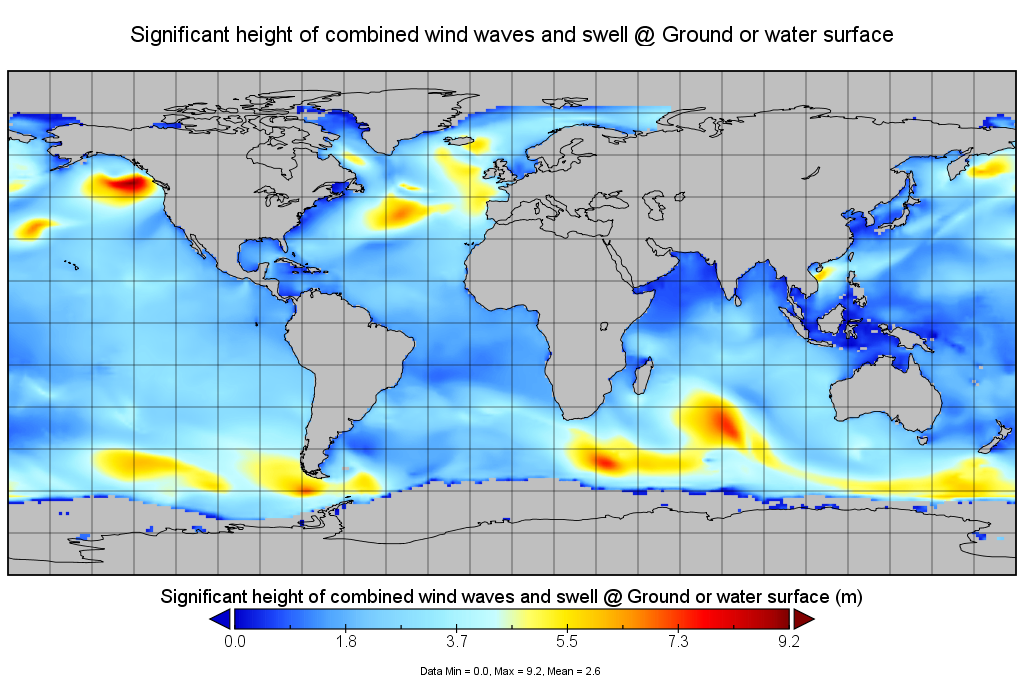 Significant height of combined wind waves and swell @ Ground or water surface
Significant height of combined wind waves and swell @ Ground or water surface (m)
0.0 1.8 3.7 5.5 7.3 9.2
Data Min = 0.0, Max = 9.2, Mean = 2.6